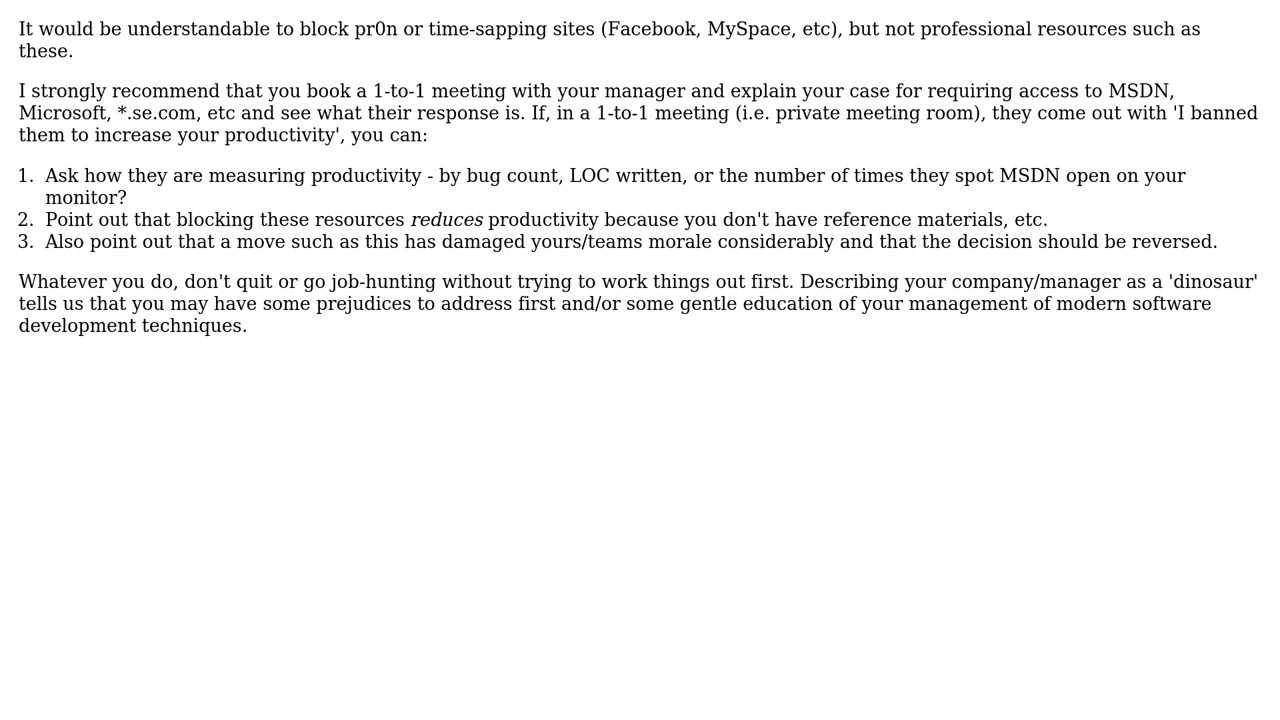 It would be understandable to block pr0n or time-sapping sites (Facebook, MySpace, etc), but not professional resources such as
these.
I strongly recommend that you book a 1-to-1 meeting with your manager and explain your case for requiring access to MSDN,
Microsoft, *.se.com, etc and see what their response is. If, in a 1-to-1 meeting (i.e. private meeting room), they come out with 'I banned
them to increase your productivity', you can:
1. Ask how they are measuring productivity - by bug count, LOC written, or the number of times they spot MSDN open on your
monitor?
2. Point out that blocking these resources reduces productivity because you don't have reference materials, etc.
3. Also point out that a move such as this has damaged yours/teams morale considerably and that the decision should be reversed.
Whatever you do, don't quit or go job-hunting without trying to work things out first. Describing your company/manager as a 'dinosaur'
tells us that you may have some prejudices to address first and/or some gentle education of your management of modern software
development techniques.